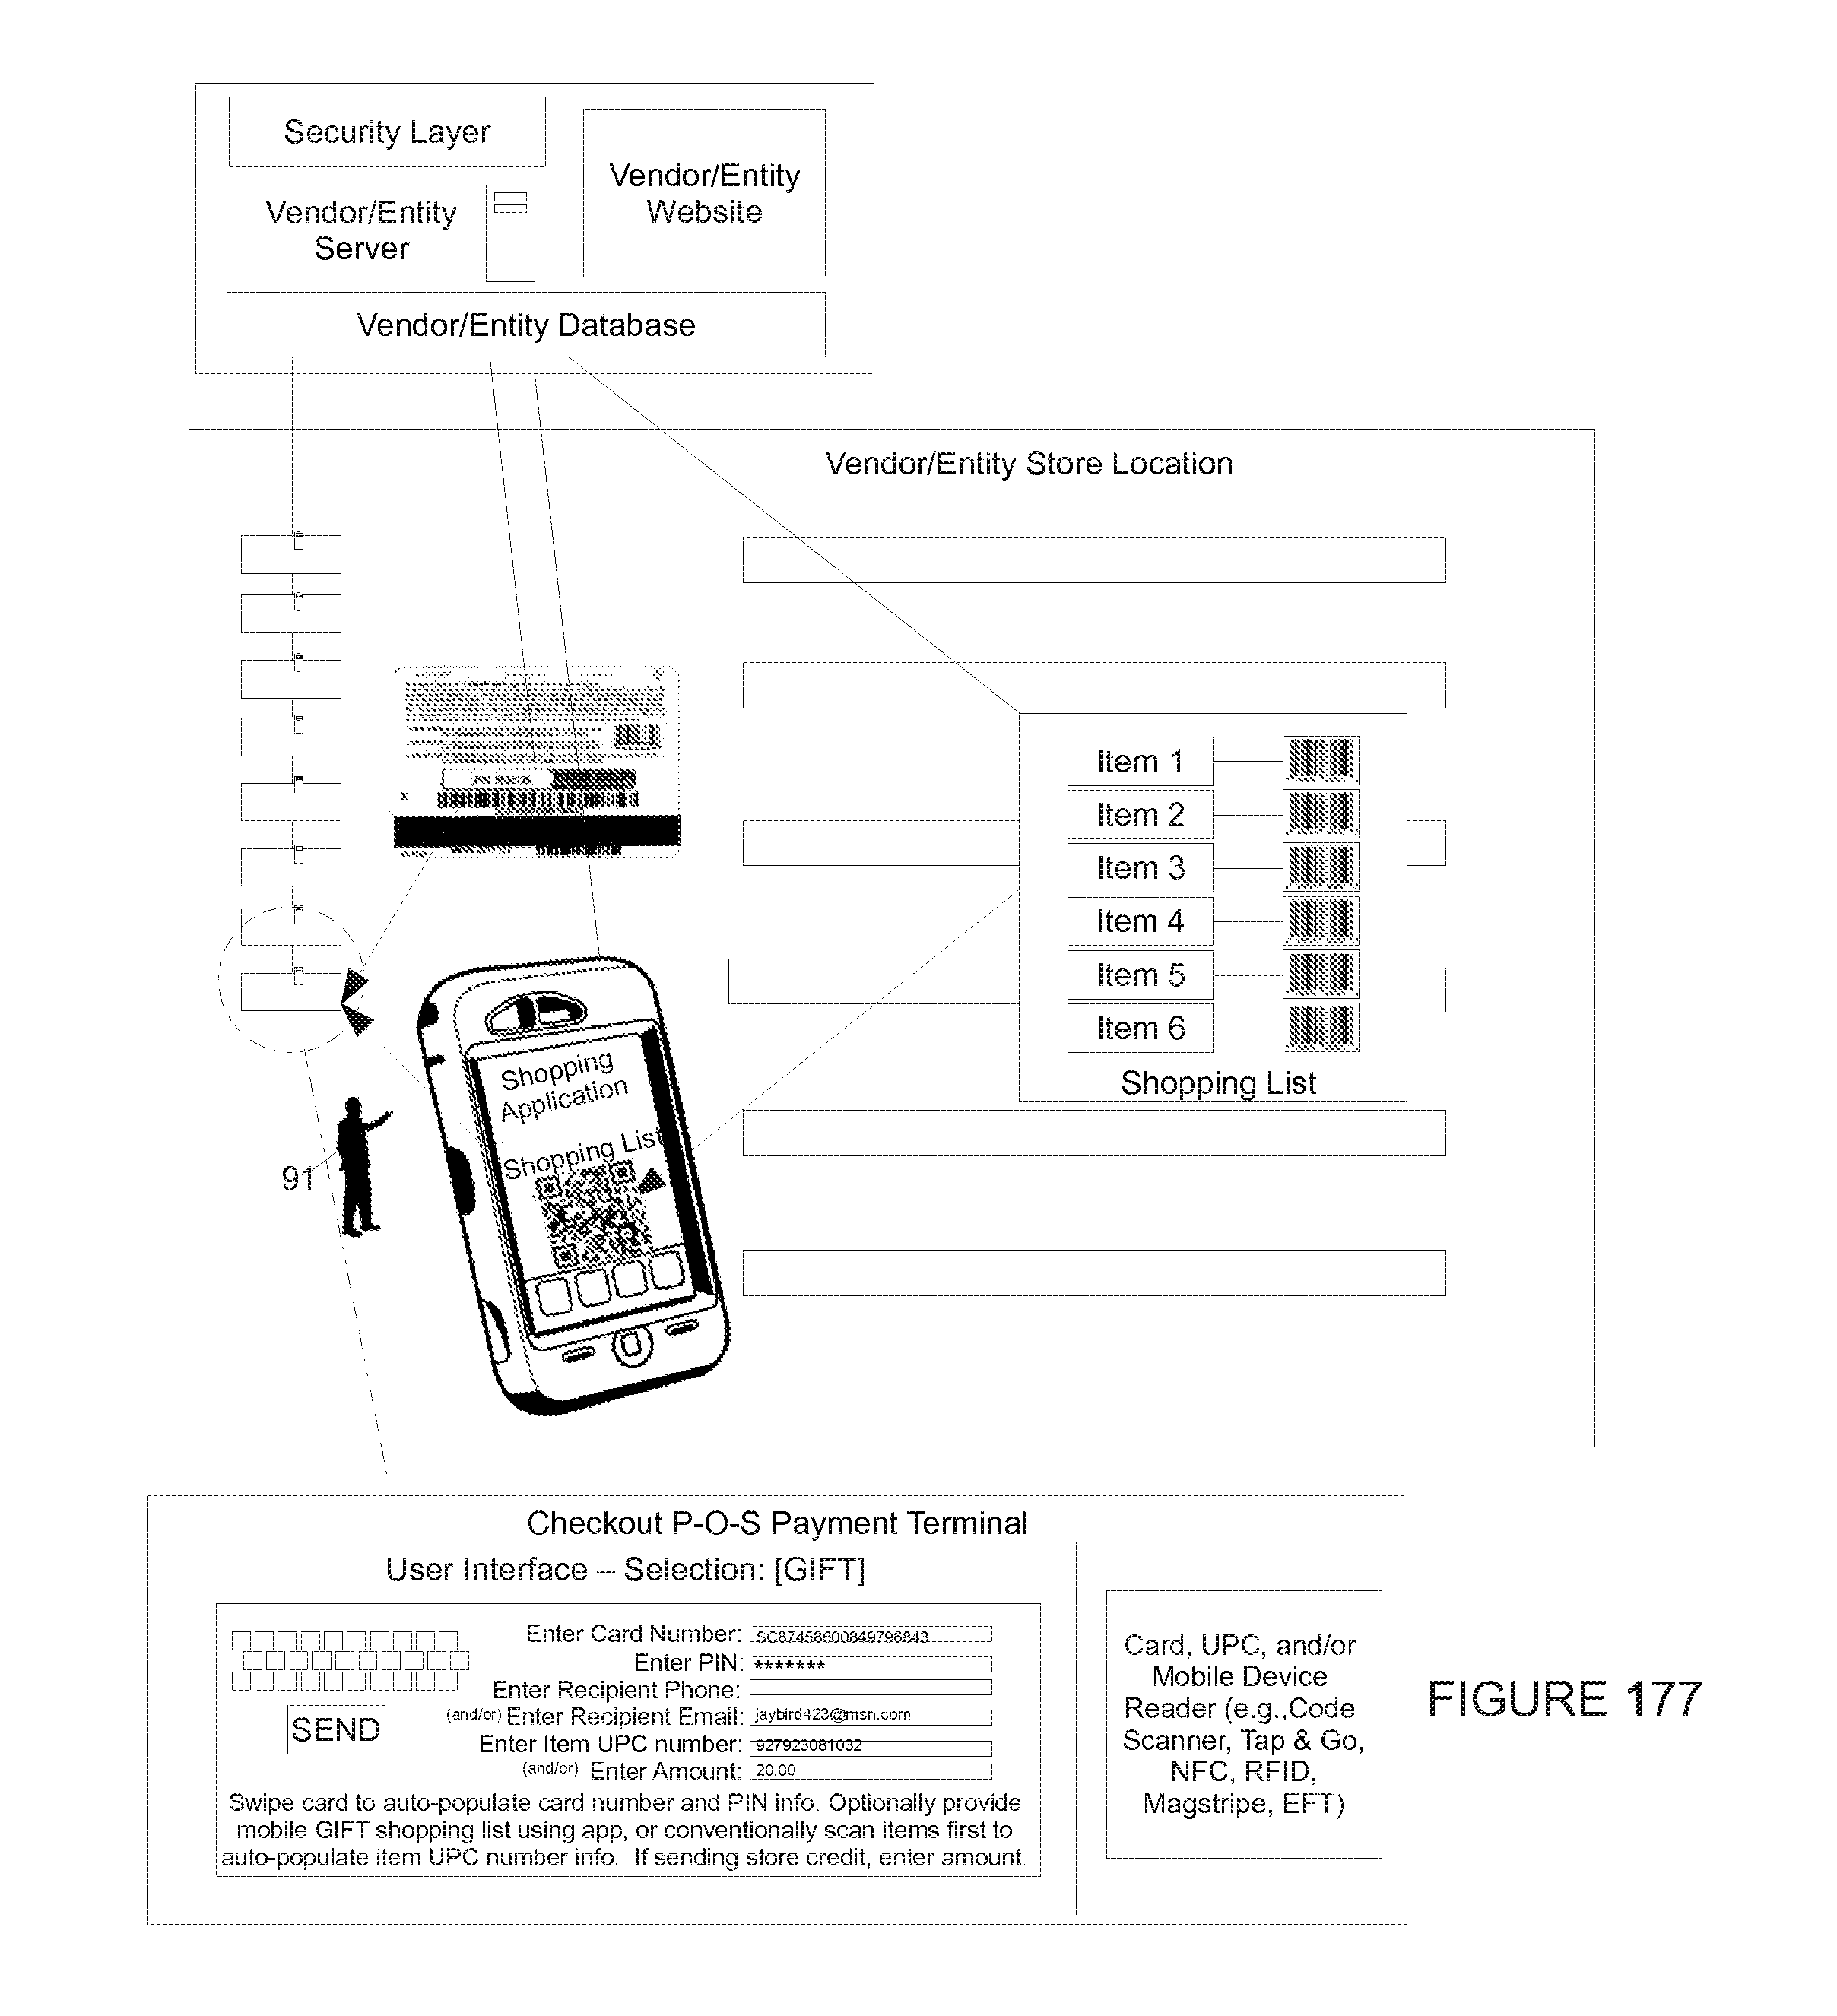 Security Layer
Vendor/Entity
Website
Vendor/Entity
Server
Vendor/Entity Database
Vendor/Entity Store Location
Item 1
Item 2
Item 3
Item 4
Item 5
Item 6
Shopping List
Shopping
Application
Shopping List
91
Checkout P-O-S Payment Terminal
User Interface – Selection: [GIFT]
Enter Card Number: SC87458600849796843
Enter PIN: *******
Enter Recipient Phone:
(and/or) Enter Recipient Email: jaybird423@msn.com
Enter Item UPC number: 927923081032
(and/or) Enter Amount: 20.00
SEND
Swipe card to auto-populate card number and PIN info. Optionally provide
mobile GIFT shopping list using app, or conventionally scan items first to
auto-populate item UPC number info. If sending store credit, enter amount.
Card, UPC, and/or
Mobile Device
Reader (e.g.,Code
Scanner, Tap & Go,
NFC, RFID,
Magstripe, EFT)
FIGURE 177